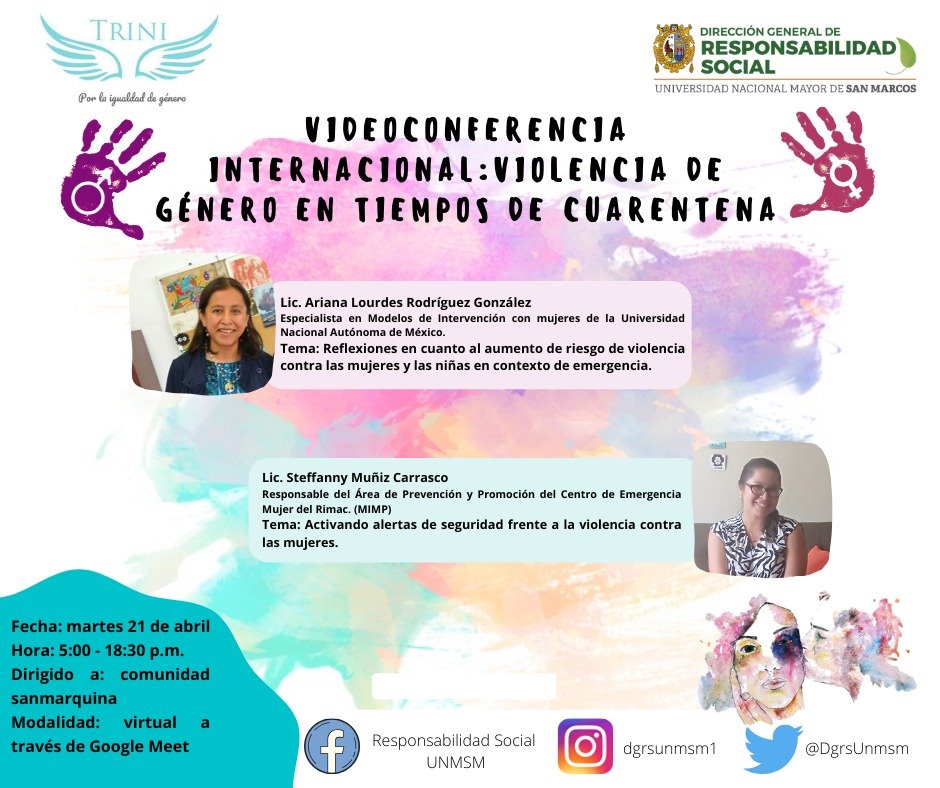 TRINI
Por la igualdad de género
DIRECCIÓN GENERAL DE
RESPONSABILIDAD
SOCIAL
UNIVERSIDAD NACIONAL MAYOR DE SAN MARCOS
VIDEOCONFERENCIA
INTERNACIONAL:VIOLENCIA DE
GÉNERO EN TIEMPOS DE CUARENTENA
Lic. Ariana Lourdes Rodríguez González
Especialista en Modelos de Intervención con mujeres de la Universidad
Nacional Autónoma de México.
Tema: Reflexiones en cuanto al aumento de riesgo de violencia
contra las mujeres y las niñas en contexto de emergencia.
Lic. Steffanny Muñiz Carrasco
Responsable del Área de Prevención y Promoción del Centro de Emergencia
Mujer del Rimac. (MIMP)
Tema: Activando alertas de seguridad frente a la violencia contra
las mujeres.
Fecha: martes 21 de abril
Hora: 5:00 - 18:30 p.m.
Dirigido a: comunidad
sanmarquina
Modalidad: virtual a
través de Google Meet
Responsabilidad Social
UNMSM
dgrsunmsm1
@DgrsUnmsm